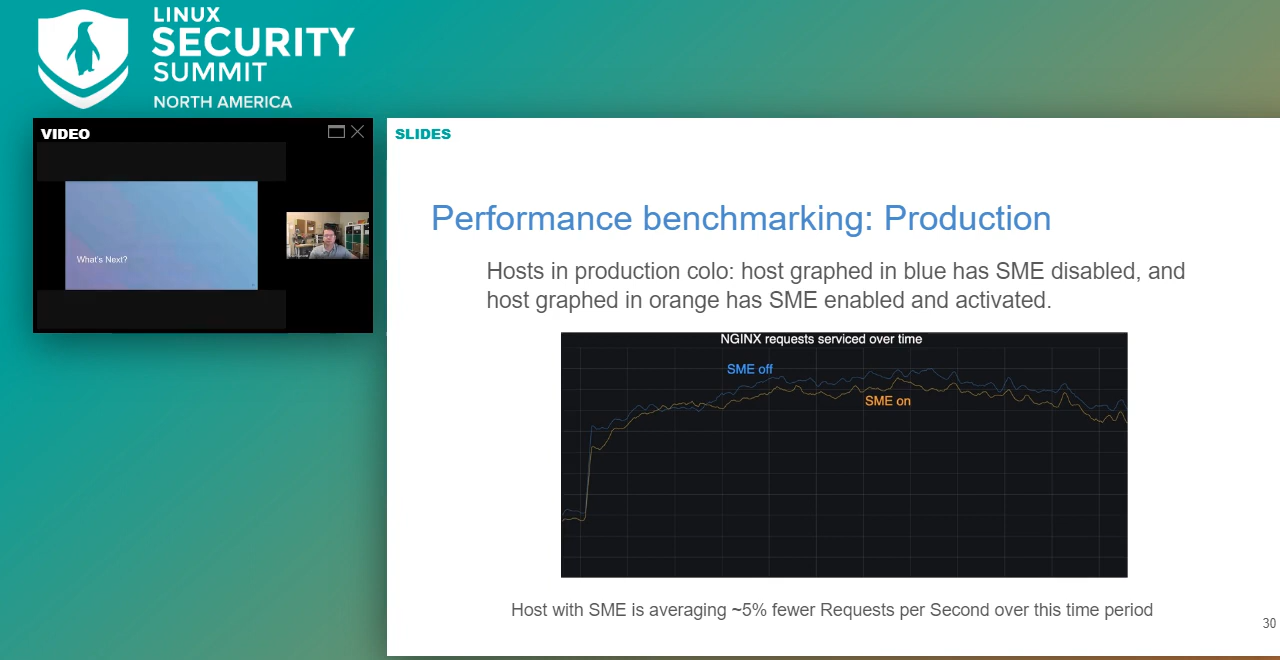 LINUX
SECURITY
SUMMIT
NORTH AMERICA
VIDEO
What's Next?
SLIDES
Performance benchmarking: Production
Hosts in production colo: host graphed in blue has SME disabled, and
host graphed in orange has SME enabled and activated.
NGINX requests serviced over time
SME off
SME on
Host with SME is averaging ~5% fewer Requests per Second over this time period
30